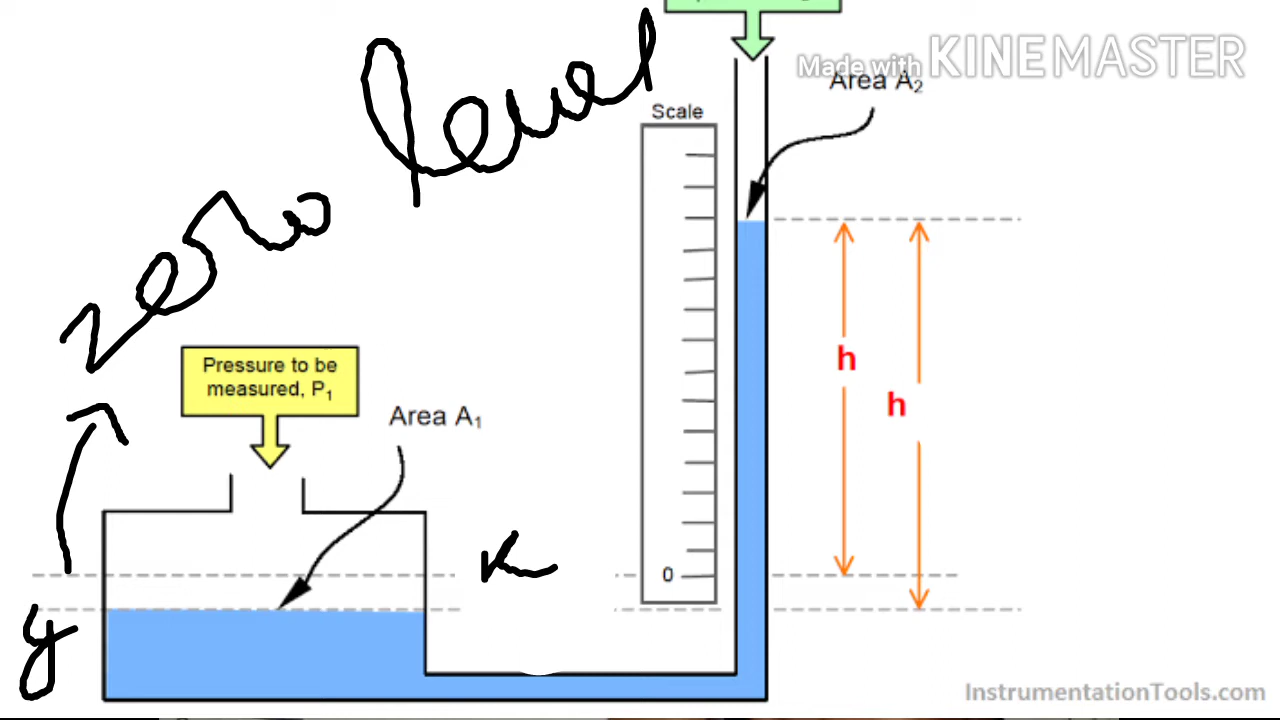 Made with KINEMASTER
Area A₂
Scale
zero level
h
Pressure to be
measured, P₁
h
Area A₁
0
y
InstrumentationTools.com